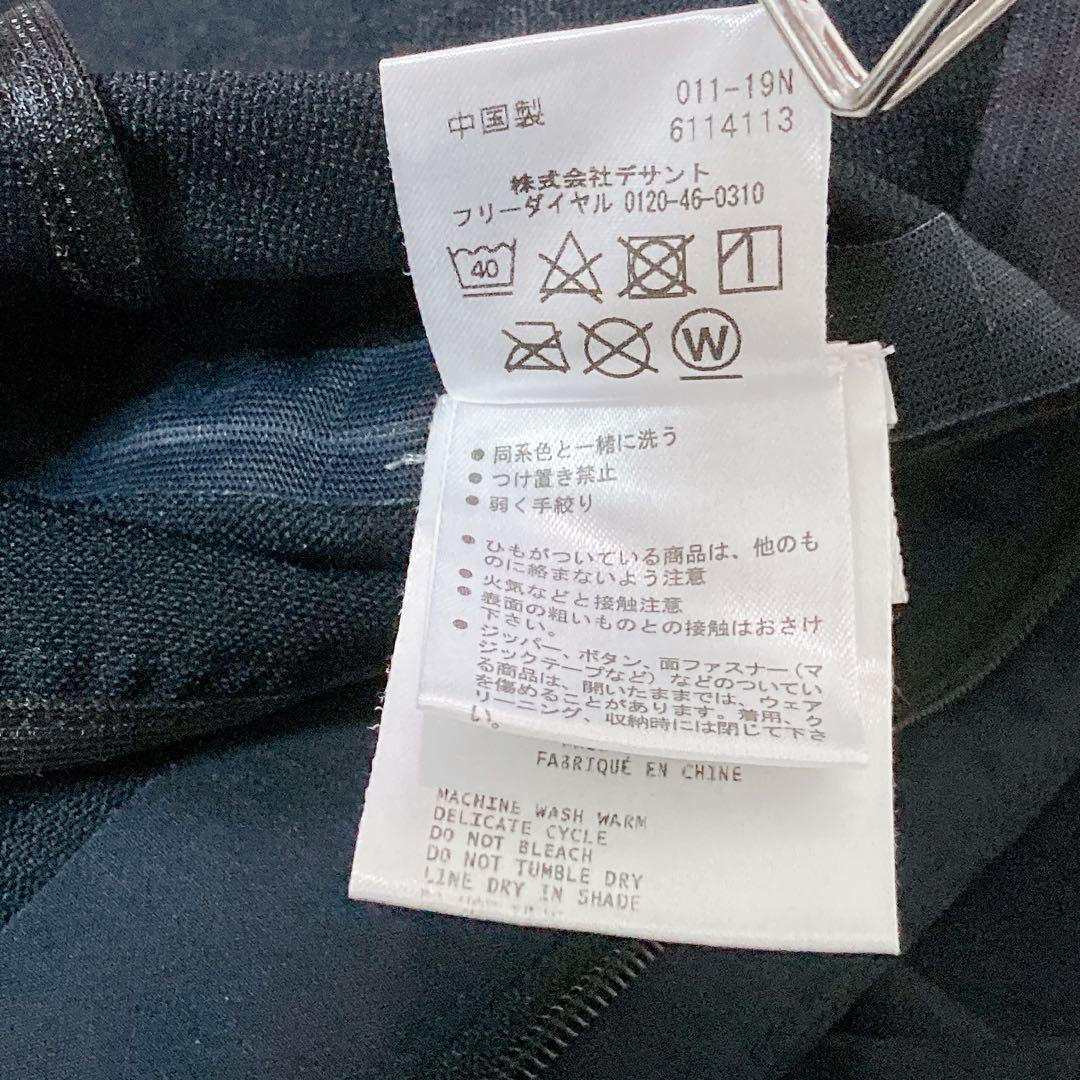 中国製
011-19N
6114113
株式会社デサント
フリーダイヤル 0120-46-0310
40
W
● 同系色と一緒に洗う
● つけ置き禁止
● 弱く手絞り
● ひもがついている商品は、他のも
のに絡まないよう注意
● 火気などと接触注意
● 表面の粗いものとの接触はおさけ
下さい。
● ジッパー、ボタン、面ファスナー(マ
ジックテープなど)などのついてい
る商品は、開いたままでは、ウェア
を傷めることがあります。着用、ク
リーニング、収納時には閉じて下さ
い。
FABRIQUÉ EN CHINE
MACHINE WASH WARM
DELICATE CYCLE
DO NOT BLEACH
DO NOT TUMBLE DRY
LINE DRY IN SHADE